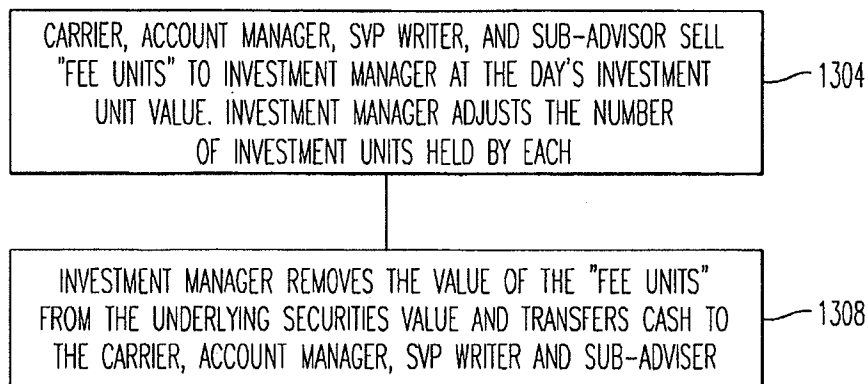 CARRIER, ACCOUNT MANAGER, SVP WRITER, AND SUB-ADVISOR SELL
"FEE UNITS" TO INVESTMENT MANAGER AT THE DAY'S INVESTMENT
UNIT VALUE. INVESTMENT MANAGER ADJUSTS THE NUMBER
OF INVESTMENT UNITS HELD BY EACH
1304
INVESTMENT MANAGER REMOVES THE VALUE OF THE "FEE UNITS"
FROM THE UNDERLYING SECURITIES VALUE AND TRANSFERS CASH TO
THE CARRIER, ACCOUNT MANAGER, SVP WRITER AND SUB-ADVISER
1308